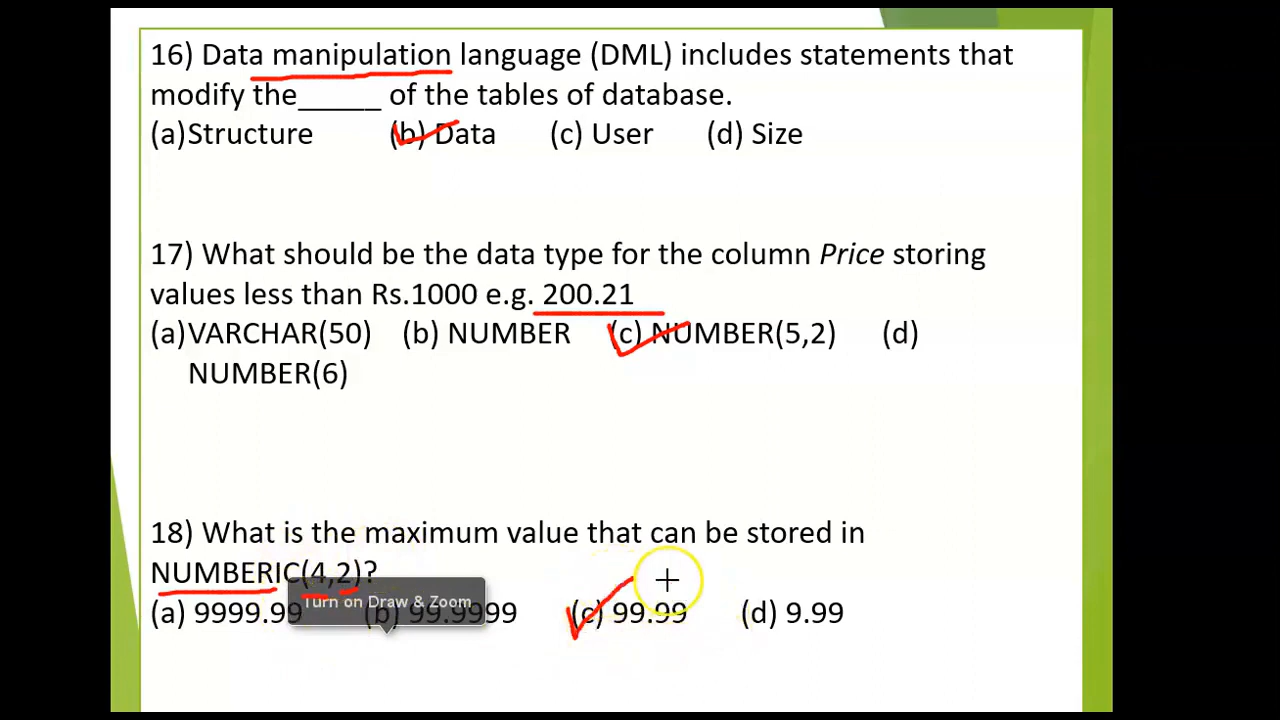 16) Data manipulation language (DML) includes statements that
modify the_____ of the tables of database.
(a)Structure (b) Data (c) User (d) Size
17) What should be the data type for the column Price storing
values less than Rs.1000 e.g. 200.21
(a)VARCHAR(50) (b) NUMBER (c) NUMBER(5,2) (d)
NUMBER(6)
18) What is the maximum value that can be stored in
NUMBERIC(4,2)?
Turn on Draw & Zoom
(a) 9999.99 (b) 99.9999 (c) 99.99 (d) 9.99